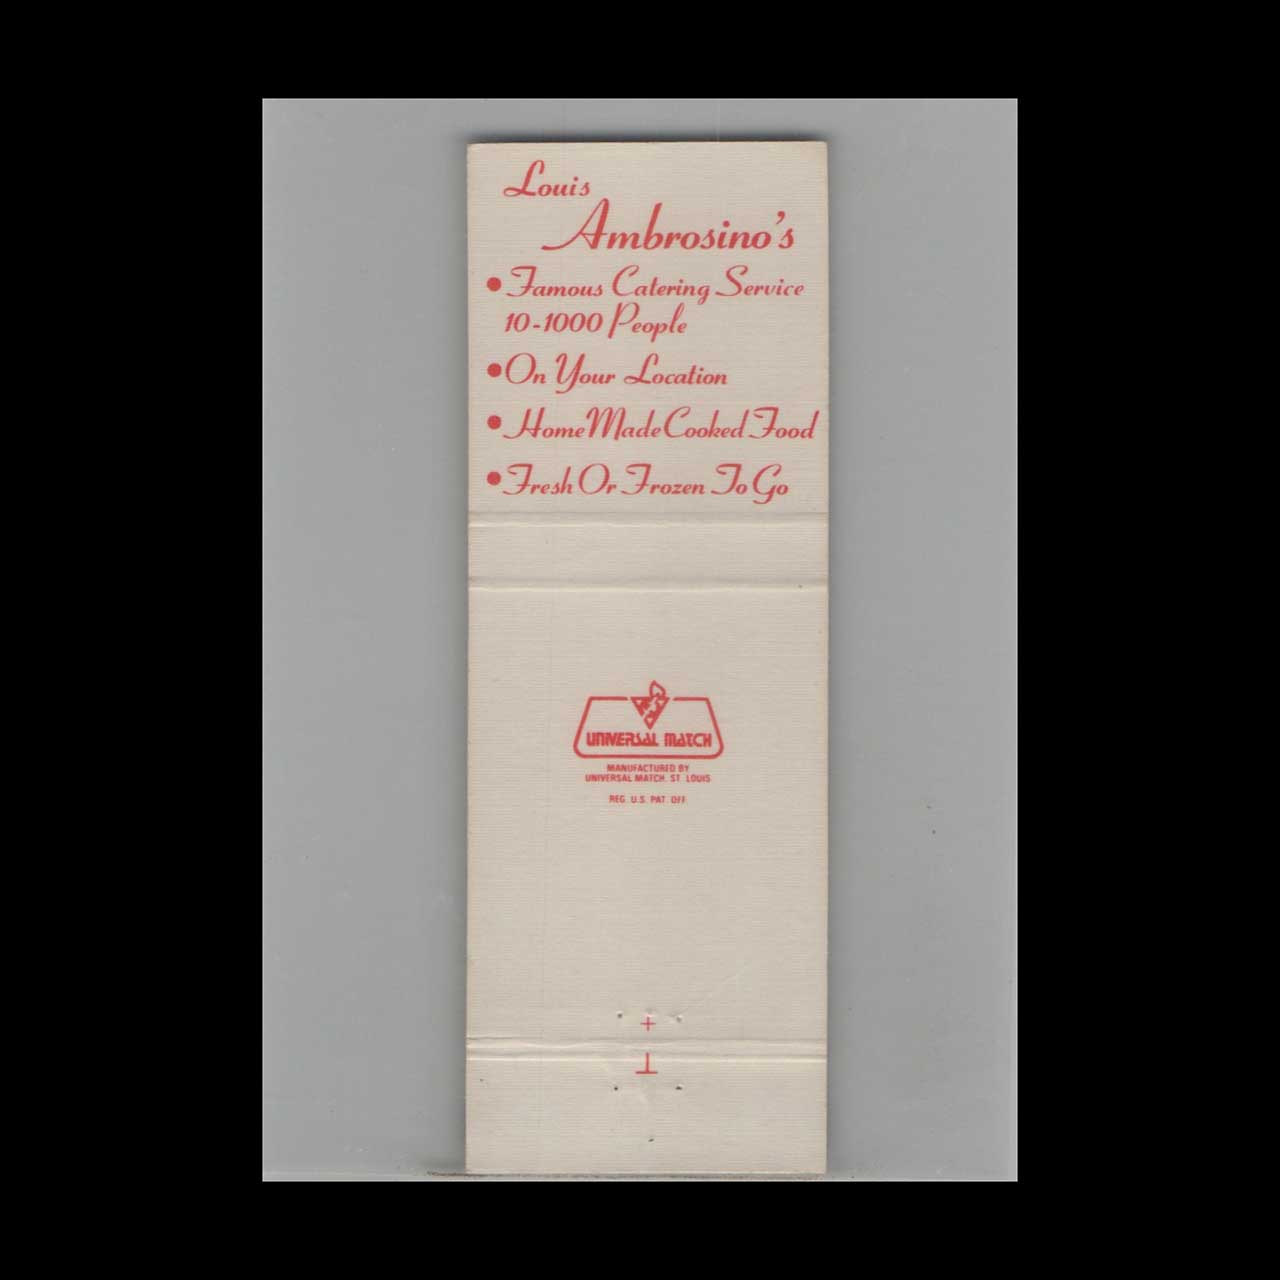 Louis
Ambrosino's
• Famous Catering Service
10-1000 People
• On Your Location
• Home Made Cooked Food
• Fresh Or Frozen To Go
UNIVERSAL MATCH
MANUFACTURED BY
UNIVERSAL MATCH, ST. LOUIS
REG. U.S. PAT. OFF